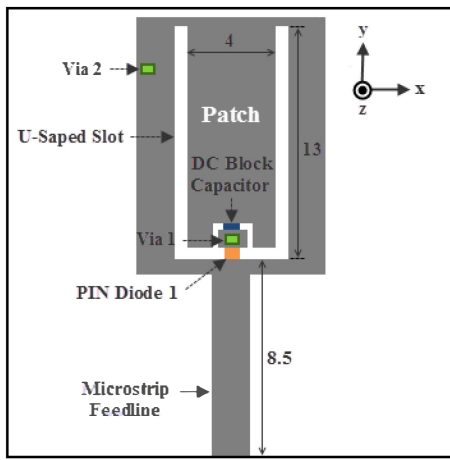 4
y
x
z
Via 2
U-Saped Slot
Patch
13
DC Block
Capacitor
Via 1
PIN Diode 1
8.5
Microstrip
Feedline